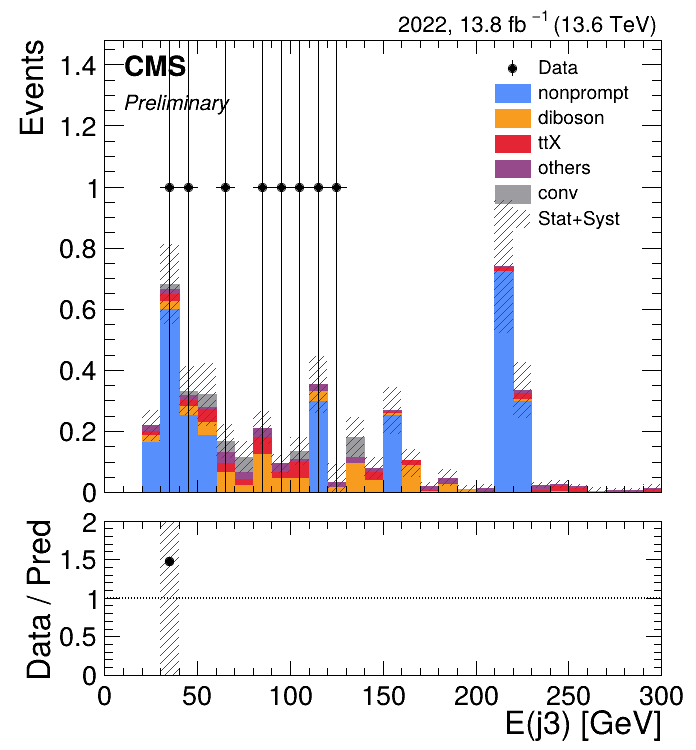 2022, 13.8 fb⁻¹ (13.6 TeV)
Events
CMS
Preliminary
Data
nonprompt
diboson
ttX
others
conv
Stat+Syst
1.4
1.2
1
0.8
0.6
0.4
0.2
0
Data / Pred
2
1.5
1
0.5
0
0 50 100 150 200 250 300
E(j3) [GeV]